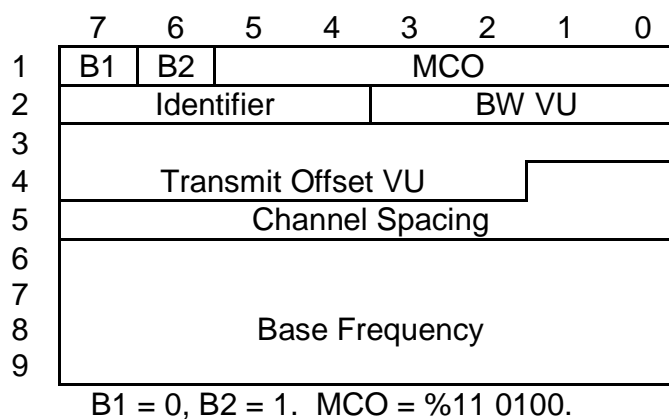 7 6 5 4 3 2 1 0
1 B1 B2 MCO
2 Identifier BW VU
3
4 Transmit Offset VU
5 Channel Spacing
6
7
8 Base Frequency
9
B1 = 0, B2 = 1. MCO = %11 0100.